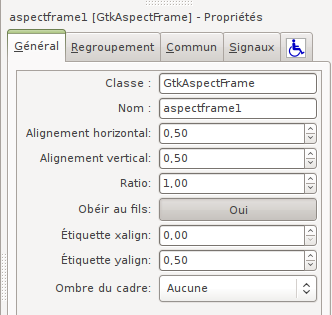 aspectframe1 [GtkAspectFrame] - Propriétés
Général Regroupement Commun Signaux
Classe : GtkAspectFrame
Nom : aspectframe1
Alignement horizontal: 0,50
Alignement vertical: 0,50
Ratio: 1,00
Obéir au fils: Oui
Étiquette xalign: 0,00
Étiquette yalign: 0,50
Ombre du cadre: Aucune